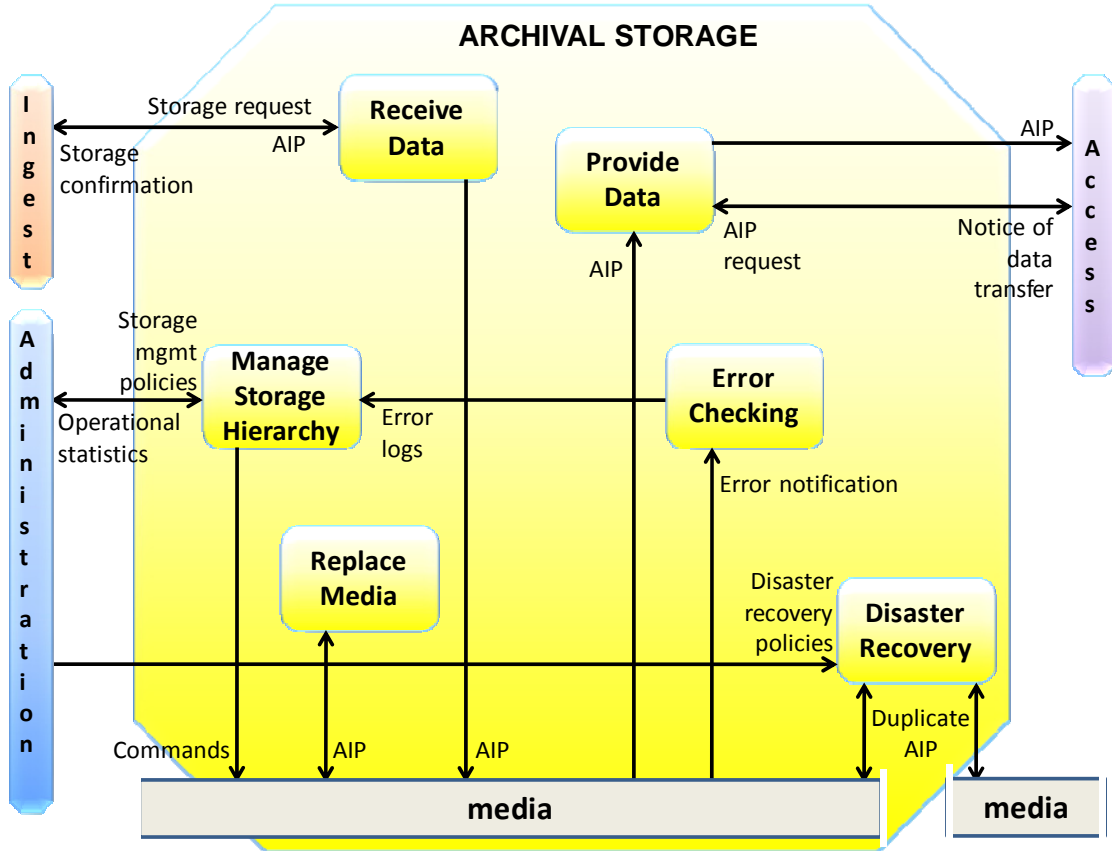 ARCHIVAL STORAGE
Ingest
Storage request
AIP
Storage
confirmation
Receive
Data
Provide
Data
AIP
AIP
request
Notice of
data
transfer
Access
AIP
Administration
Storage
mgmt
policies
Operational
statistics
Manage
Storage
Hierarchy
Error
logs
Error
Checking
Error notification
Replace
Media
Disaster
recovery
policies
Disaster
Recovery
Commands
AIP
AIP
Duplicate
AIP
media
media